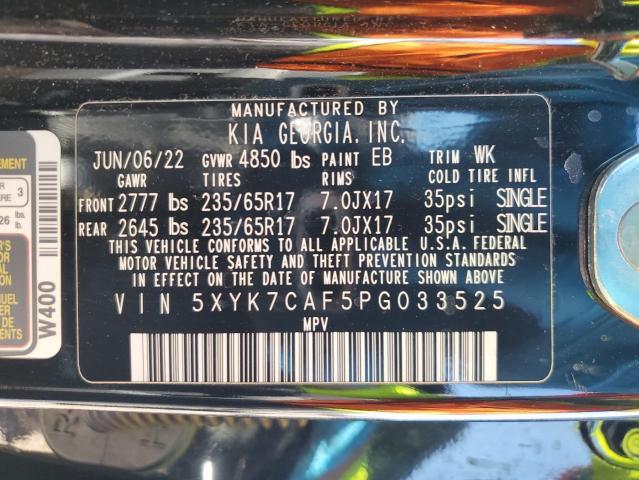 MANUFACTURED BY
KIA GEORGIA, INC.
JUN/06/22 GVWR 4850 lbs PAINT EB TRIM WK
GAWR TIRES RIMS COLD TIRE INFL
FRONT 2777 lbs 235/65R17 7.0JX17 35psi SINGLE
REAR 2645 lbs 235/65R17 7.0JX17 35psi SINGLE
THIS VEHICLE CONFORMS TO ALL APPLICABLE U.S.A. FEDERAL
MOTOR VEHICLE SAFETY AND THEFT PREVENTION STANDARDS
IN EFFECT ON THE DATE OF MANUFACTURE SHOWN ABOVE.
VIN 5XYK7CAF5PG033525
MPV
W400
3
26 lbs.